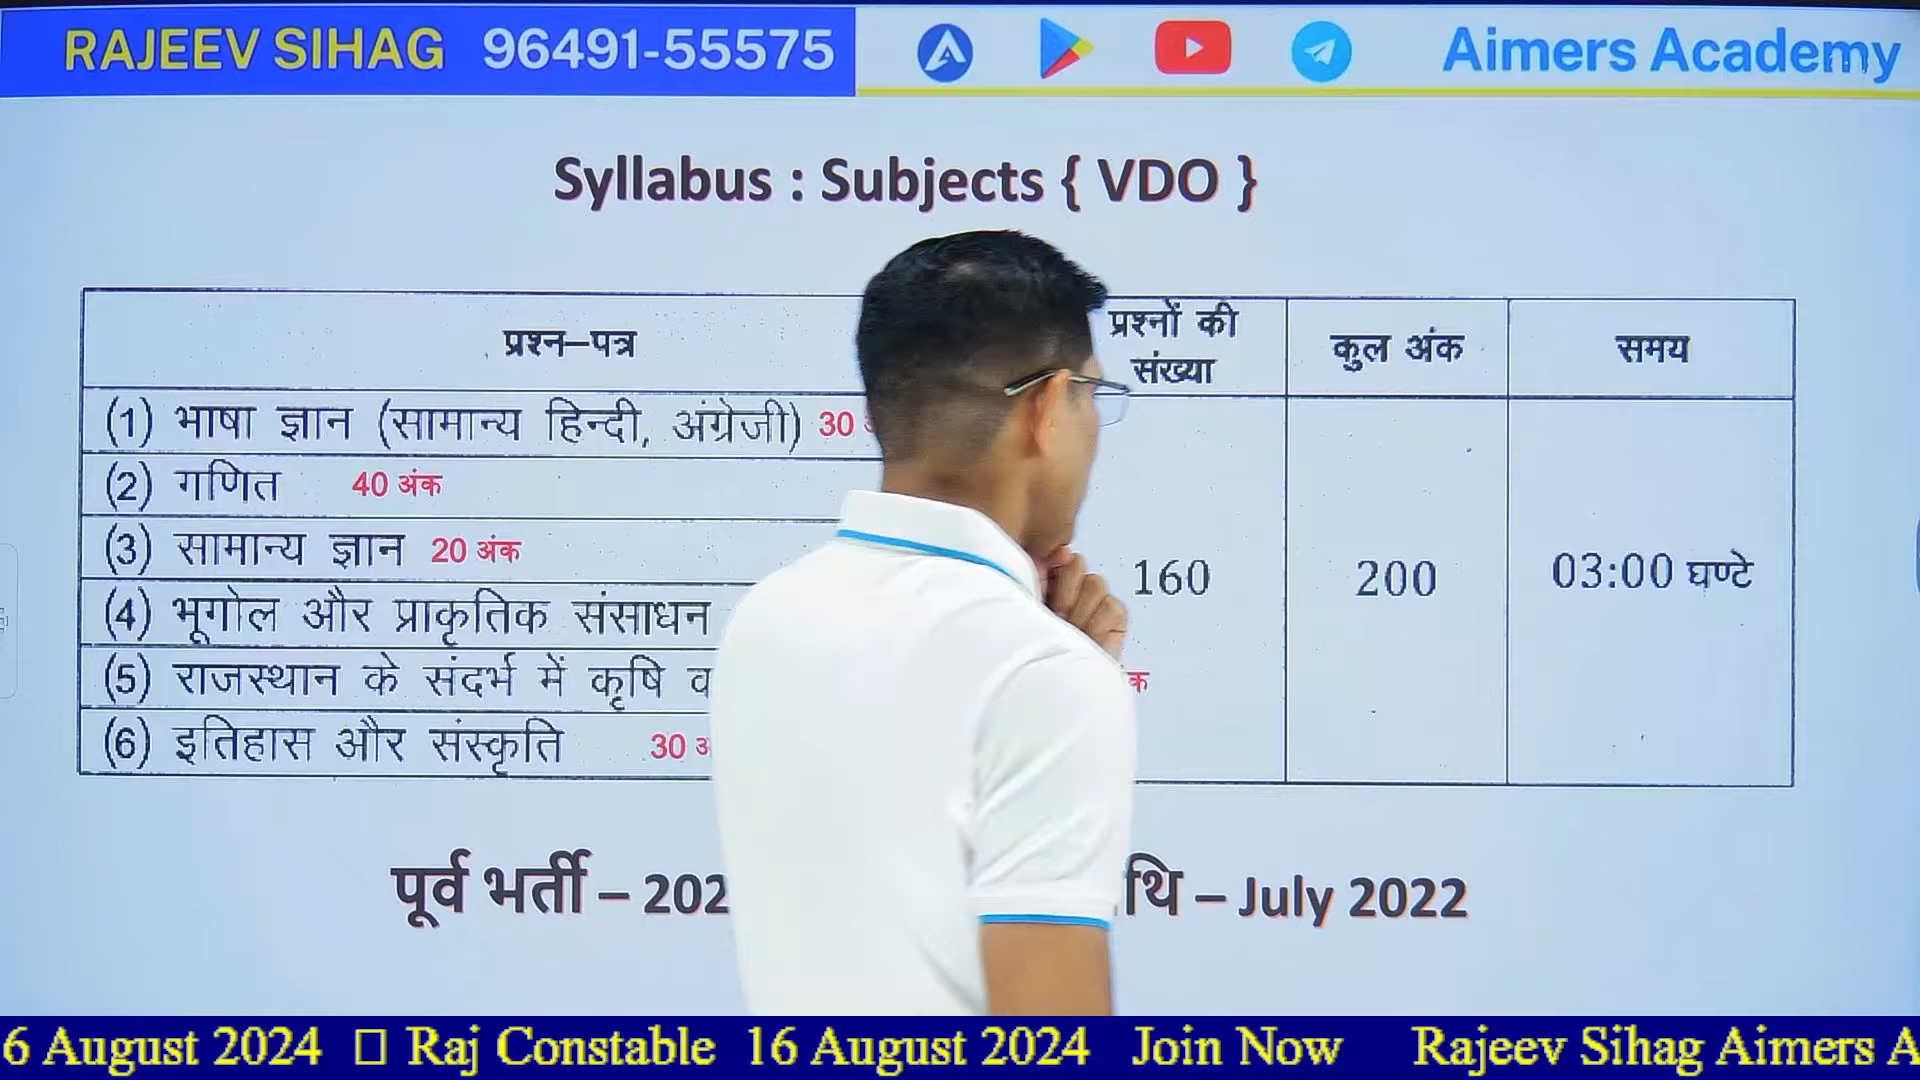 RAJEEV SIHAG 96491-55575 Aimers Academy
Syllabus : Subjects { VDO }
प्रश्न–पत्र
प्रश्नों की
संख्या
कुल अंक
समय
(1) भाषा ज्ञान (सामान्य हिन्दी, अंग्रेजी) 30
(2) गणित 40 अंक
(3) सामान्य ज्ञान 20 अंक
(4) भूगोल और प्राकृतिक संसाधन
(5) राजस्थान के संदर्भ में कृषि
(6) इतिहास और संस्कृति 30
160
200
03:00 घण्टे
पूर्व भर्ती – – July 2022
6 August 2024 Raj Constable 16 August 2024 Join Now Rajeev Sihag Aimers A